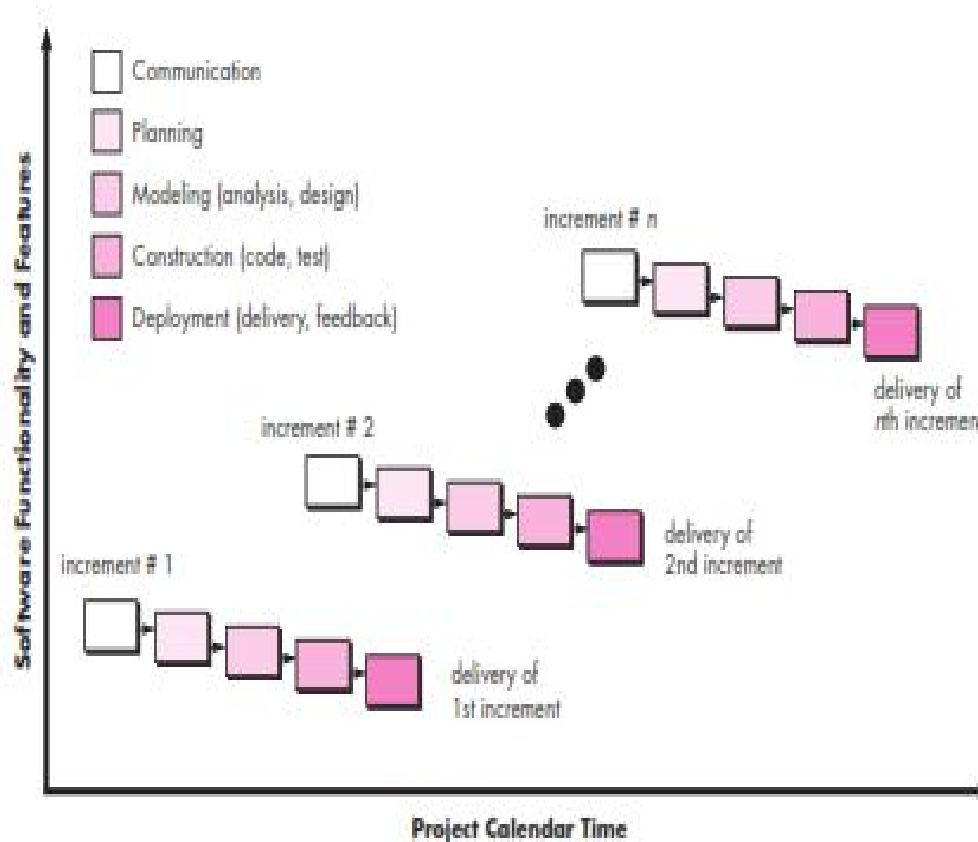 Software Functionality and Features
Communication
Planning
Modeling (analysis, design)
Construction (code, test)
Deployment (delivery, feedback)
increment # n
delivery of
nth incremen
increment # 2
delivery of
2nd increment
increment # 1
delivery of
1st increment
Project Calendar Time